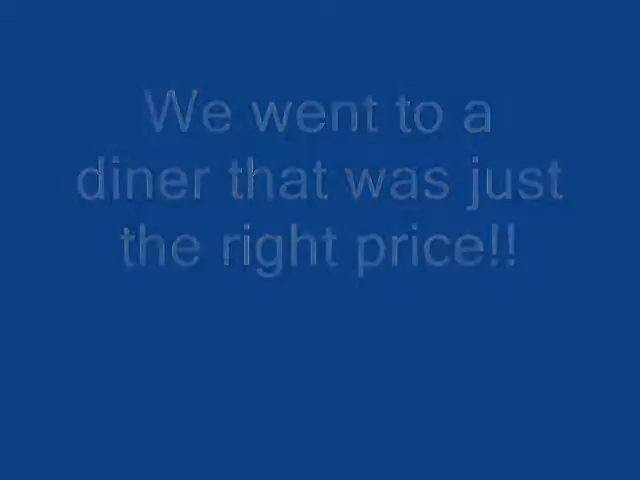 We went to a
diner that was just
the right price!!